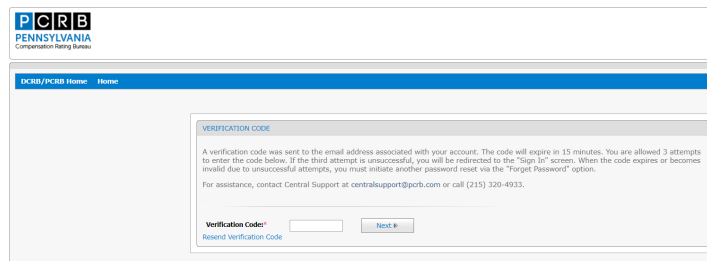 PCRB
PENNSYLVANIA
Compensation Rating Bureau
DCRB/PCRB Home Home
VERIFICATION CODE
A verification code was sent to the email address associated with your account. The code will expire in 15 minutes. You are allowed 3 attempts
to enter the code below. If the third attempt is unsuccessful, you will be redirected to the "Sign In" screen. When the code expires or becomes
invalid due to unsuccessful attempts, you must initiate another password reset via the "Forget Password" option.
For assistance, contact Central Support at centralsupport@pcrb.com or call (215) 320-4933.
Verification Code:* Next
Resend Verification Code